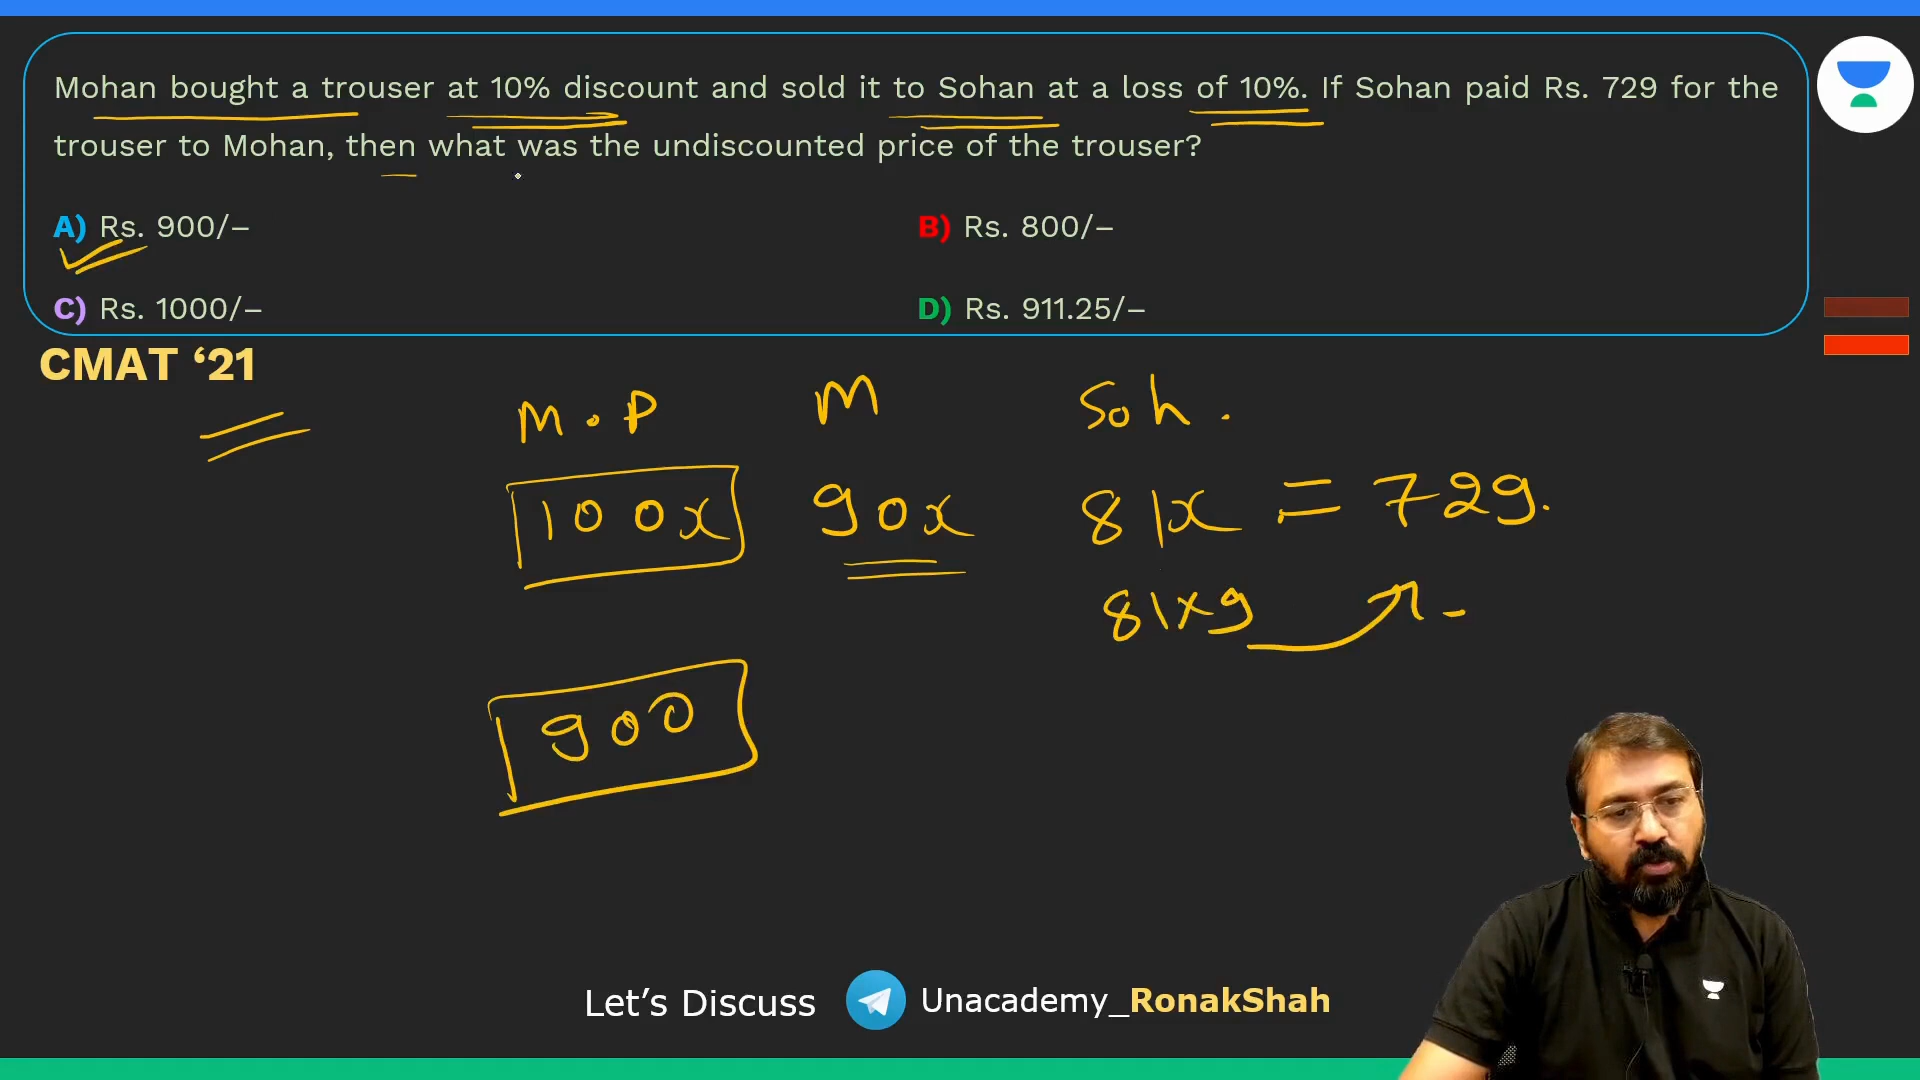 Mohan bought a trouser at 10% discount and sold it to Sohan at a loss of 10%. If Sohan paid Rs. 729 for the
trouser to Mohan, then what was the undiscounted price of the trouser?
A) Rs. 900/–
B) Rs. 800/–
C) Rs. 1000/–
D) Rs. 911.25/–
CMAT ‘21
M.P M Soh.
100x 90x 81x = 729.
81x9
900
Let’s Discuss Unacademy_RonakShah